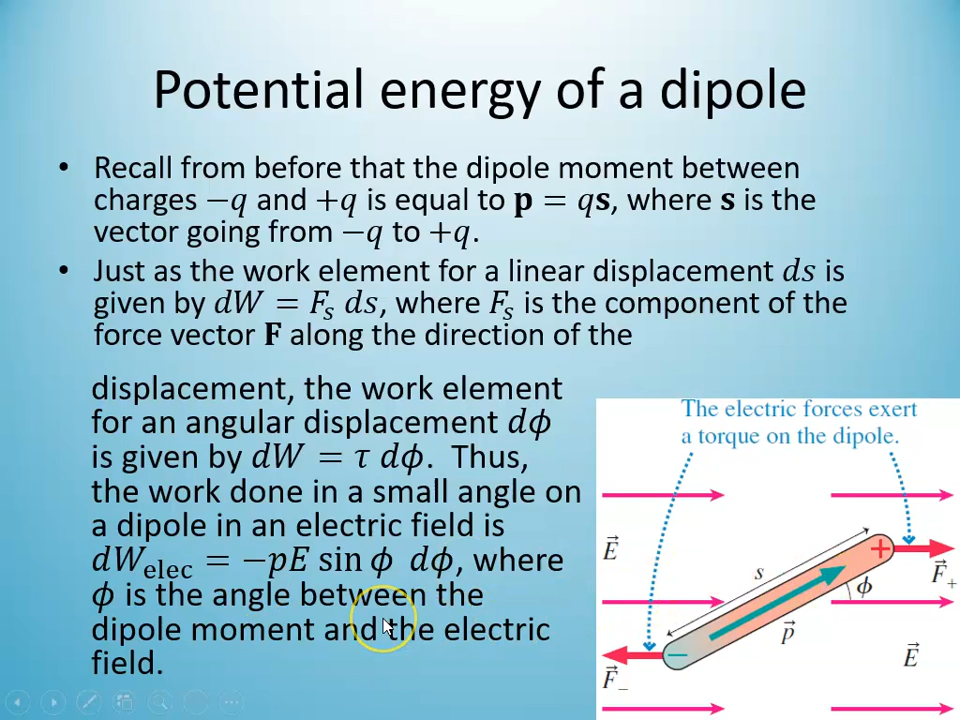 Potential energy of a dipole
• Recall from before that the dipole moment between
charges −q and +q is equal to p = qs, where s is the
vector going from −q to +q.
• Just as the work element for a linear displacement ds is
given by dW = Fₛ ds, where Fₛ is the component of the
force vector F along the direction of the
displacement, the work element
for an angular displacement dϕ
is given by dW = τ dϕ. Thus,
the work done in a small angle on
a dipole in an electric field is
dW_elec = −pE sin ϕ dϕ, where
ϕ is the angle between the
dipole moment and the electric
field.
The electric forces exert
a torque on the dipole.
E⃗
s
+
F⃗₊
ϕ
p⃗
−
F⃗₋
E⃗